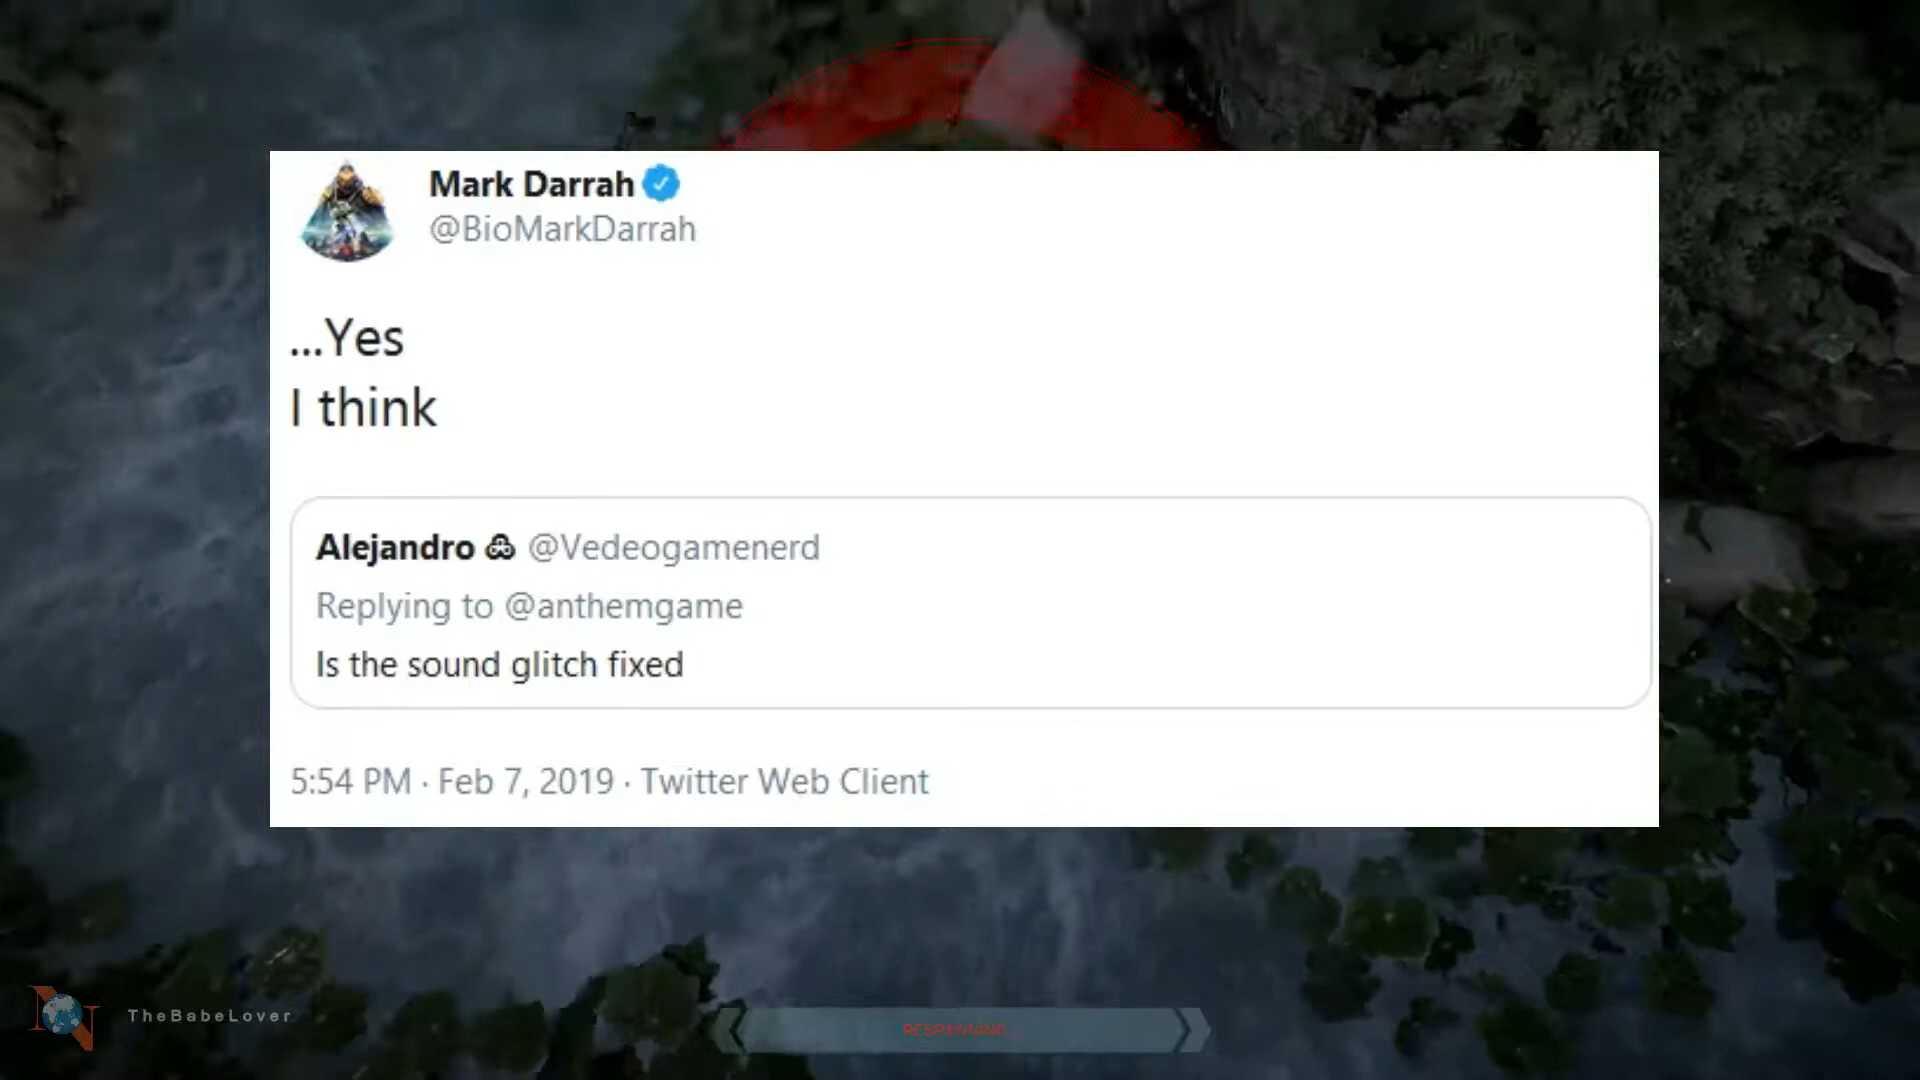 Mark Darrah
@BioMarkDarrah
...Yes
I think
Alejandro @Vedeogamenerd
Replying to @anthemgame
Is the sound glitch fixed
5:54 PM · Feb 7, 2019 · Twitter Web Client
TheBabeLover
RESPAWNING...